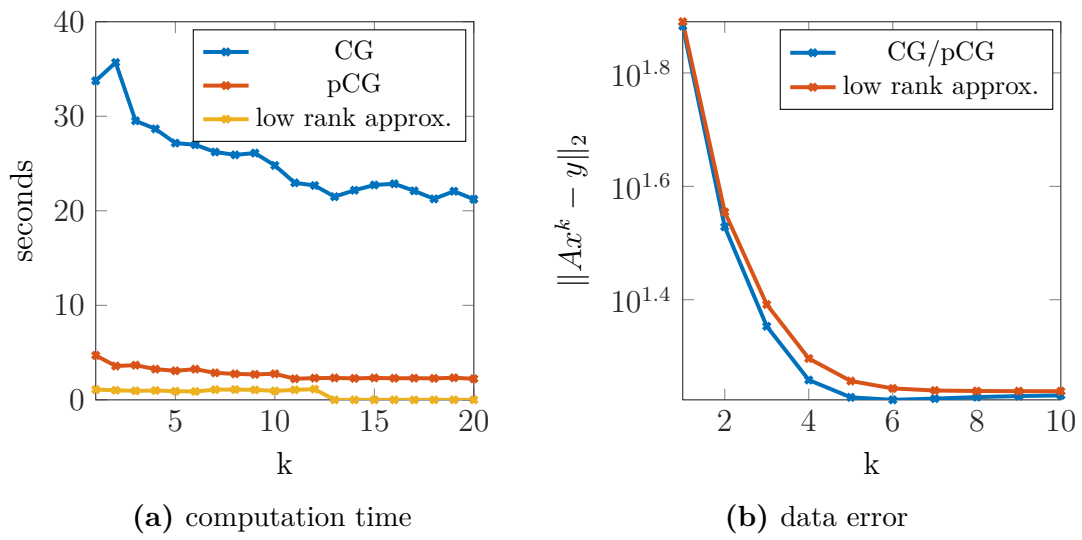 40
30
20
10
0
seconds
5
10
15
20
k
CG
pCG
low rank approx.
(a) computation time
10^1.8
10^1.6
10^1.4
‖Ax^k − y‖_2
2
4
6
8
10
k
CG/pCG
low rank approx.
(b) data error